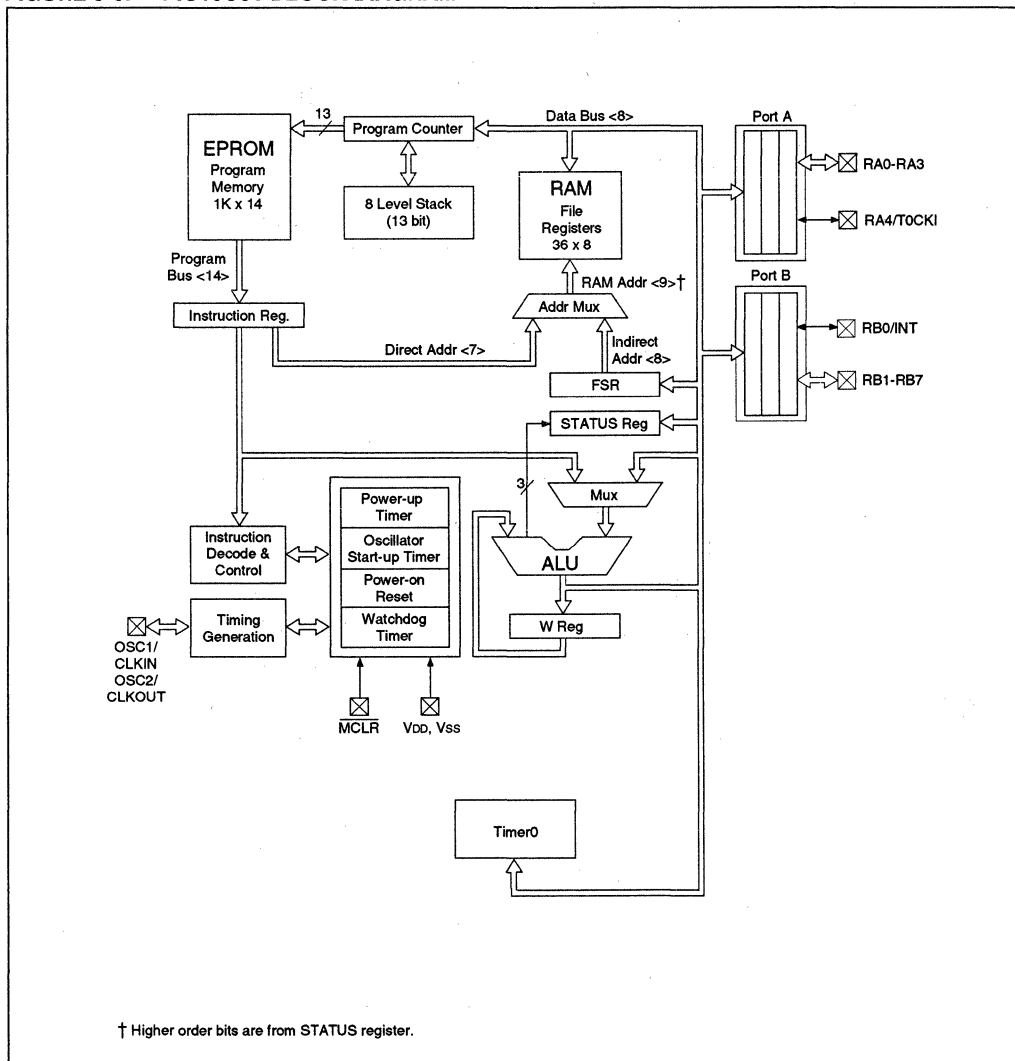 13
Program Counter
Data Bus <8>
Port A
EPROM
Program
Memory
1K x 14
8 Level Stack
(13 bit)
RAM
File
Registers
36 x 8
RA0-RA3
RA4/T0CKI
Program
Bus <14>
RAM Addr <9>†
Port B
Instruction Reg.
Addr Mux
RB0/INT
Direct Addr <7>
Indirect
Addr <8>
FSR
RB1-RB7
STATUS Reg
3
Mux
Power-up
Timer
Instruction
Decode &
Control
Oscillator
Start-up Timer
ALU
Power-on
Reset
Timing
Generation
Watchdog
Timer
W Reg
OSC1/
CLKIN
OSC2/
CLKOUT
MCLR
VDD, VSS
Timer0
† Higher order bits are from STATUS register.